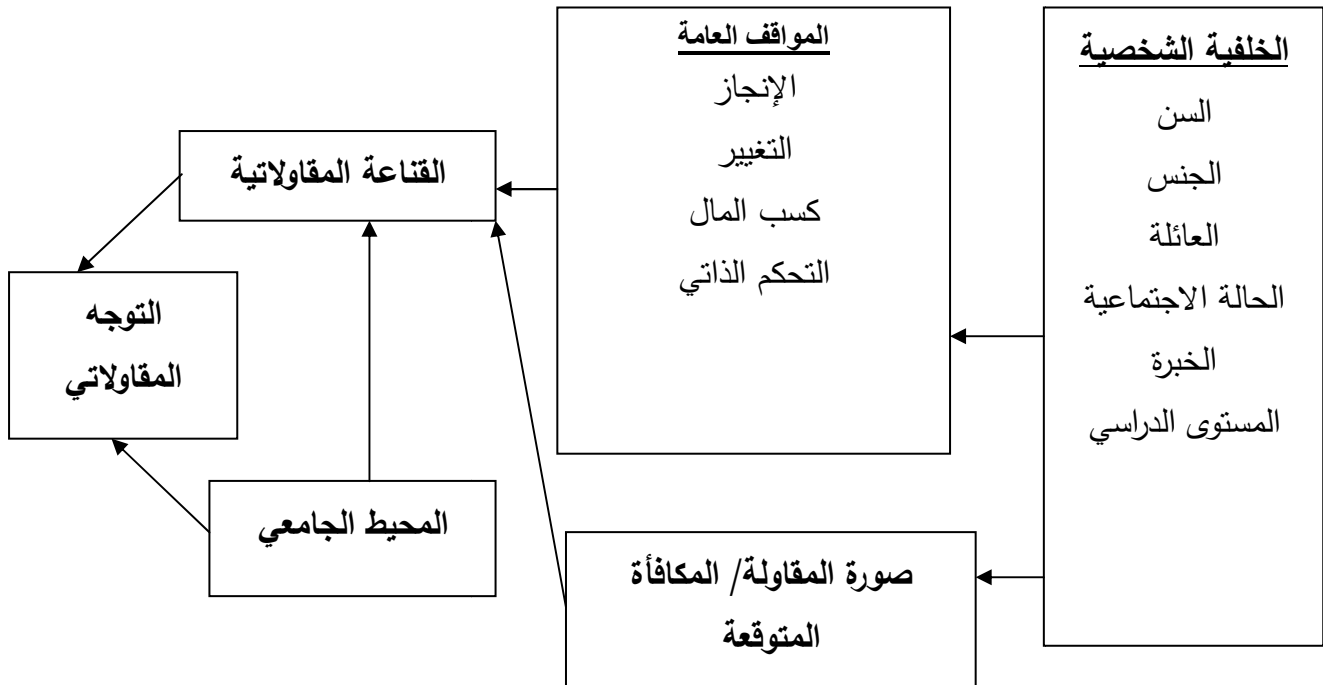 الخلفية الشخصية
السن
الجنس
العائلة
الحالة الاجتماعية
الخبرة
المستوى الدراسي
المواقف العامة
الإنجاز
التغيير
كسب المال
التحكم الذاتي
صورة المقاولة/ المكافأة
المتوقعة
القناعة المقاولاتية
المحيط الجامعي
التوجه
المقاولاتي